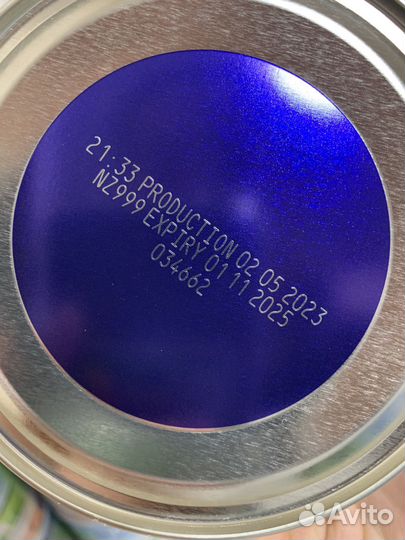 21:33 PRODUCTION 02 05 2023
NZ999 EXPIRY 01 11 2025
034662
Avito